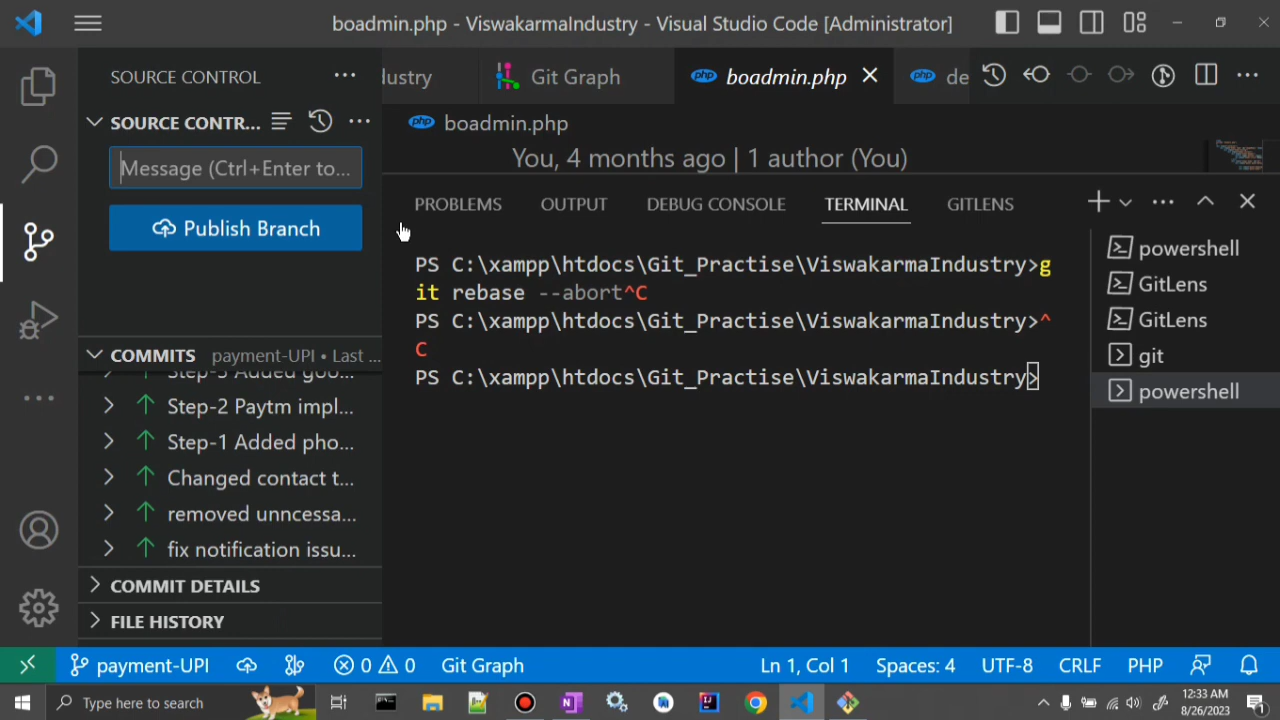 boadmin.php - ViswakarmaIndustry - Visual Studio Code [Administrator]
SOURCE CONTROL
dustry
Git Graph
php boadmin.php
php de
SOURCE CONTR...
php boadmin.php
Message (Ctrl+Enter to...
You, 4 months ago | 1 author (You)
Publish Branch
PROBLEMS OUTPUT DEBUG CONSOLE TERMINAL GITLENS
PS C:\xampp\htdocs\Git_Practise\ViswakarmaIndustry>g
it rebase --abort^C
PS C:\xampp\htdocs\Git_Practise\ViswakarmaIndustry>^
C
PS C:\xampp\htdocs\Git_Practise\ViswakarmaIndustry>
powershell
GitLens
GitLens
git
powershell
COMMITS payment-UPI • Last ...
Step-2 Paytm impl...
Step-1 Added pho...
Changed contact t...
removed unncessa...
fix notification issu...
COMMIT DETAILS
FILE HISTORY
payment-UPI 0 0 Git Graph Ln 1, Col 1 Spaces: 4 UTF-8 CRLF PHP
Type here to search
12:33 AM
8/26/2023
1